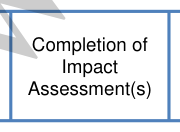 Completion of
Impact
Assessment(s)